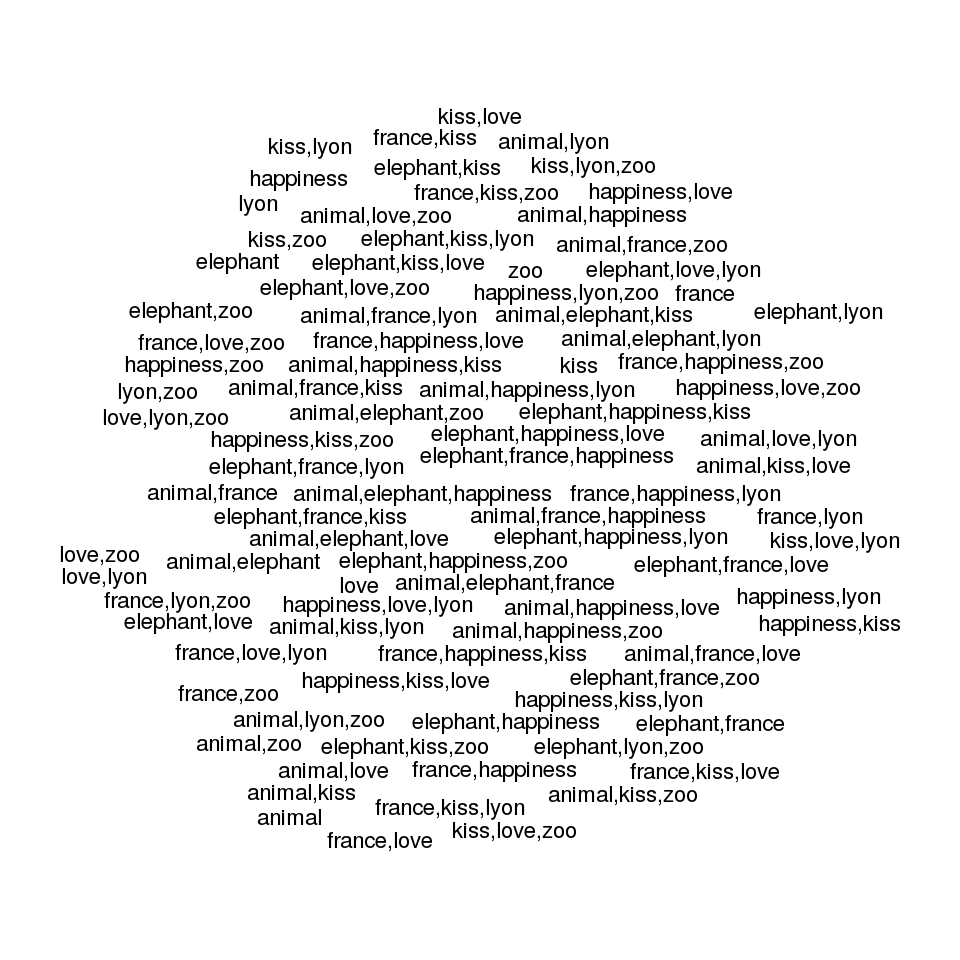 kiss,love
kiss,lyon france,kiss animal,lyon
elephant,kiss kiss,lyon,zoo
happiness
france,kiss,zoo happiness,love
lyon
animal,love,zoo animal,happiness
kiss,zoo elephant,kiss,lyon animal,france,zoo
elephant elephant,kiss,love zoo elephant,love,lyon
elephant,love,zoo happiness,lyon,zoo france
elephant,zoo animal,france,lyon animal,elephant,kiss elephant,lyon
france,love,zoo france,happiness,love animal,elephant,lyon
happiness,zoo animal,happiness,kiss kiss france,happiness,zoo
lyon,zoo animal,france,kiss animal,happiness,lyon happiness,love,zoo
love,lyon,zoo animal,elephant,zoo elephant,happiness,kiss
happiness,kiss,zoo elephant,happiness,love animal,love,lyon
elephant,france,lyon elephant,france,happiness animal,kiss,love
animal,france animal,elephant,happiness france,happiness,lyon
elephant,france,kiss animal,france,happiness france,lyon
animal,elephant,love elephant,happiness,lyon kiss,love,lyon
love,zoo animal,elephant elephant,happiness,zoo elephant,france,love
love,lyon love animal,elephant,france
france,lyon,zoo happiness,love,lyon animal,happiness,love happiness,lyon
elephant,love animal,kiss,lyon animal,happiness,zoo happiness,kiss
france,love,lyon france,happiness,kiss animal,france,love
happiness,kiss,love elephant,france,zoo
france,zoo happiness,kiss,lyon
animal,lyon,zoo elephant,happiness elephant,france
animal,zoo elephant,kiss,zoo elephant,lyon,zoo
animal,love france,happiness france,kiss,love
animal,kiss animal,kiss,zoo
france,kiss,lyon
animal
france,love kiss,love,zoo